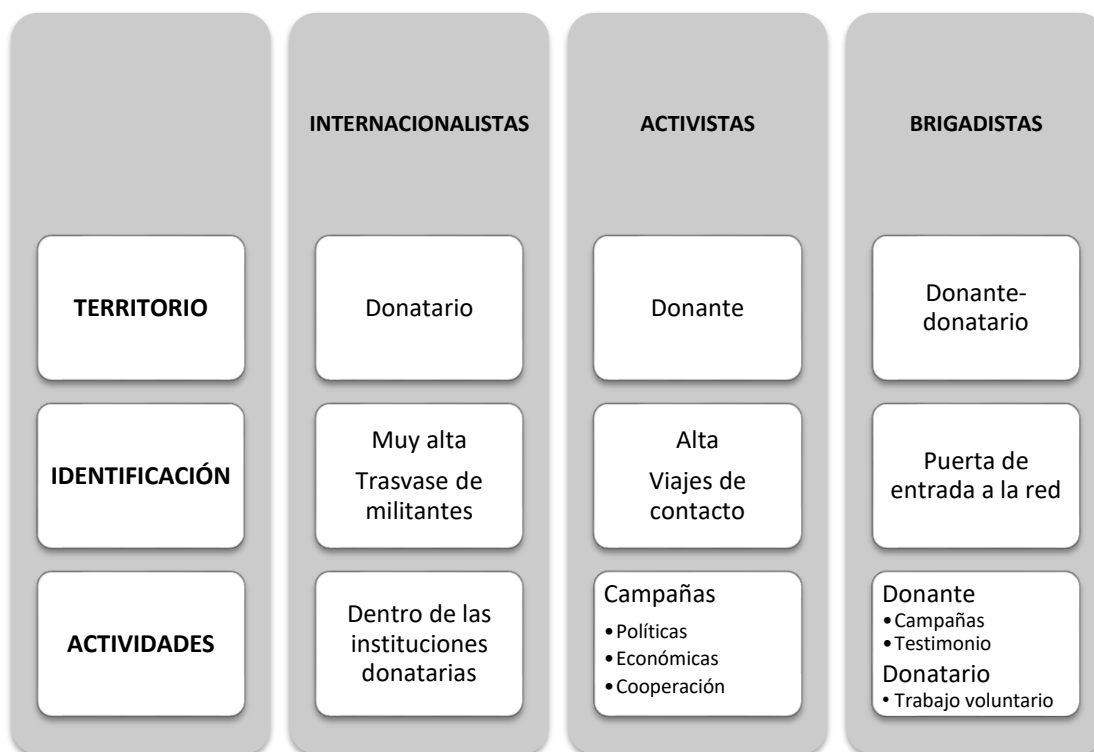 INTERNACIONALISTAS
ACTIVISTAS
BRIGADISTAS
TERRITORIO
Donatario
Donante
Donante-
donatario
IDENTIFICACIÓN
Muy alta
Trasvase de
militantes
Alta
Viajes de
contacto
Puerta de
entrada a la red
ACTIVIDADES
Dentro de las
instituciones
donatarias
Campañas
•Políticas
•Económicas
•Cooperación
Donante
•Campañas
•Testimonio
Donatario
• Trabajo voluntario